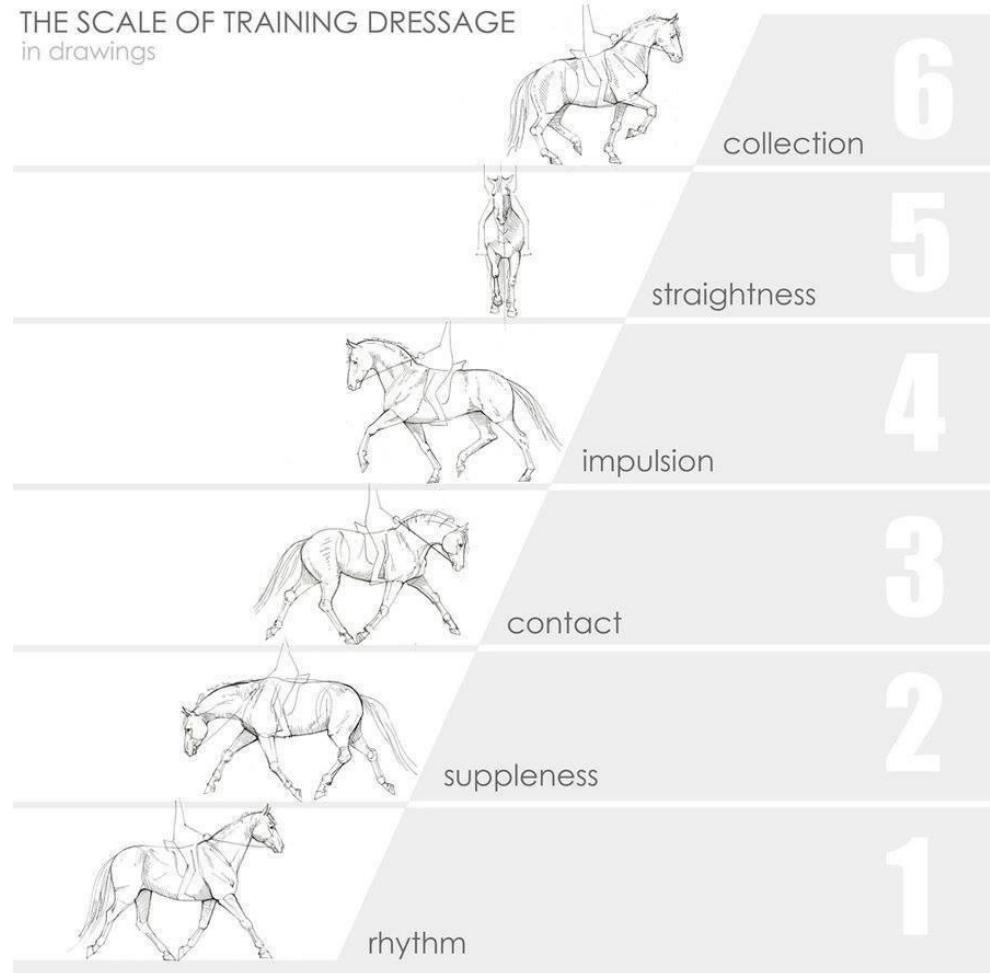 THE SCALE OF TRAINING DRESSAGE
in drawings
6
collection
5
straightness
4
impulsion
3
contact
2
suppleness
1
rhythm